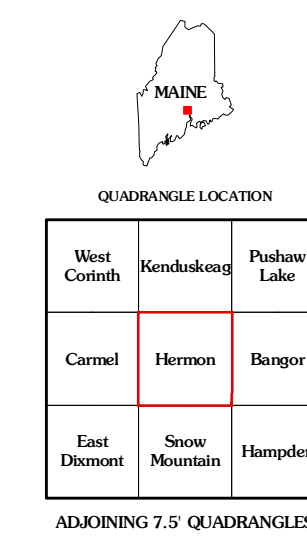 MAINE
QUADRANGLE LOCATION
West
Corinth
Kenduskeag
Pushaw
Lake
Carmel
Hermon
Bangor
East
Dixmont
Snow
Mountain
Hampden
ADJOINING 7.5' QUADRANGLES